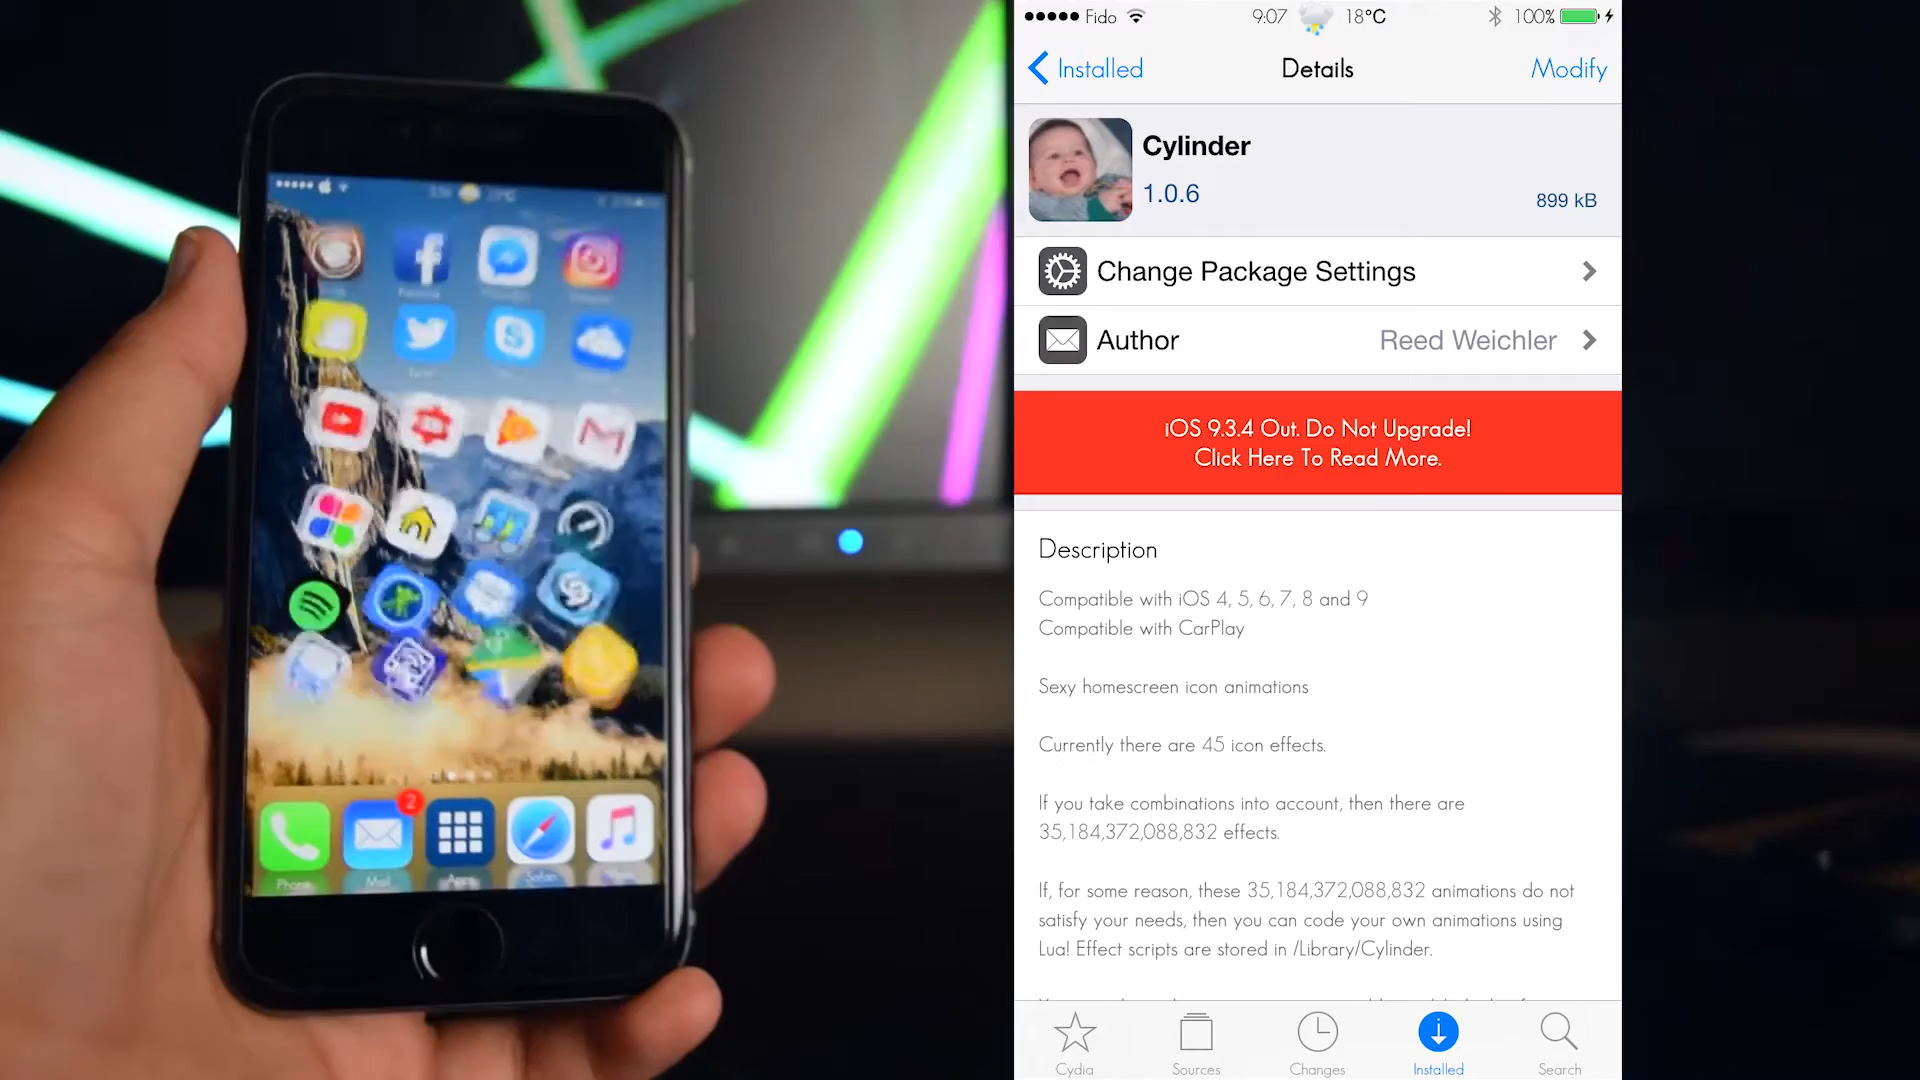 Fido 9:07 18°C 100%
Installed Details Modify
Cylinder
1.0.6
899 kB
Change Package Settings
Author Reed Weichler
iOS 9.3.4 Out. Do Not Upgrade!
Click Here To Read More.
Description
Compatible with iOS 4, 5, 6, 7, 8 and 9
Compatible with CarPlay
Sexy homescreen icon animations
Currently there are 45 icon effects.
If you take combinations into account, then there are
35,184,372,088,832 effects.
If, for some reason, these 35,184,372,088,832 animations do not
satisfy your needs, then you can code your own animations using
Lua! Effect scripts are stored in /Library/Cylinder.
Cydia Sources Changes Installed Search
2
Phone Mail Apps Safari